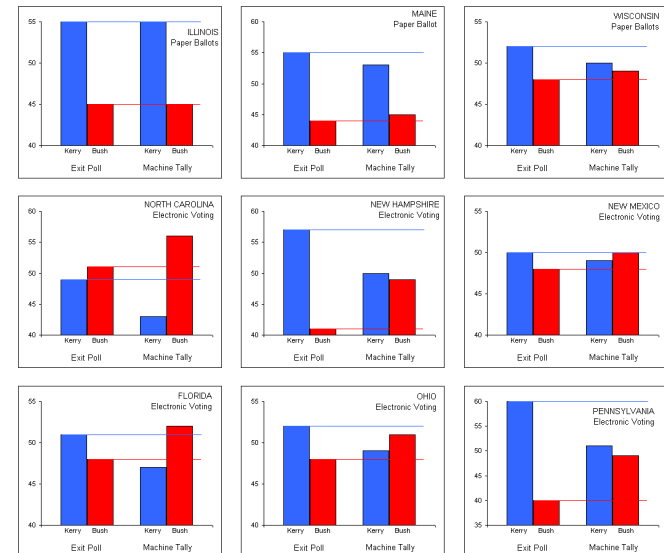 ILLINOIS
Paper Ballots
55
50
45
40
Kerry Bush Kerry Bush
Exit Poll Machine Tally
MAINE
Paper Ballot
60
55
50
45
40
Kerry Bush Kerry Bush
Exit Poll Machine Tally
WISCONSIN
Paper Ballots
55
50
45
40
Kerry Bush Kerry Bush
Exit Poll Machine Tally
NORTH CAROLINA
Electronic Voting
60
55
50
45
40
Kerry Bush Kerry Bush
Exit Poll Machine Tally
NEW HAMPSHIRE
Electronic Voting
60
55
50
45
40
Kerry Bush Kerry Bush
Exit Poll Machine Tally
NEW MEXICO
Electronic Voting
55
50
45
40
Kerry Bush Kerry Bush
Exit Poll Machine Tally
FLORIDA
Electronic Voting
55
50
45
40
Kerry Bush Kerry Bush
Exit Poll Machine Tally
OHIO
Electronic Voting
55
50
45
40
Kerry Bush Kerry Bush
Exit Poll Machine Tally
PENNSYLVANIA
Electronic Voting
60
55
50
45
40
35
Kerry Bush Kerry Bush
Exit Poll Machine Tally